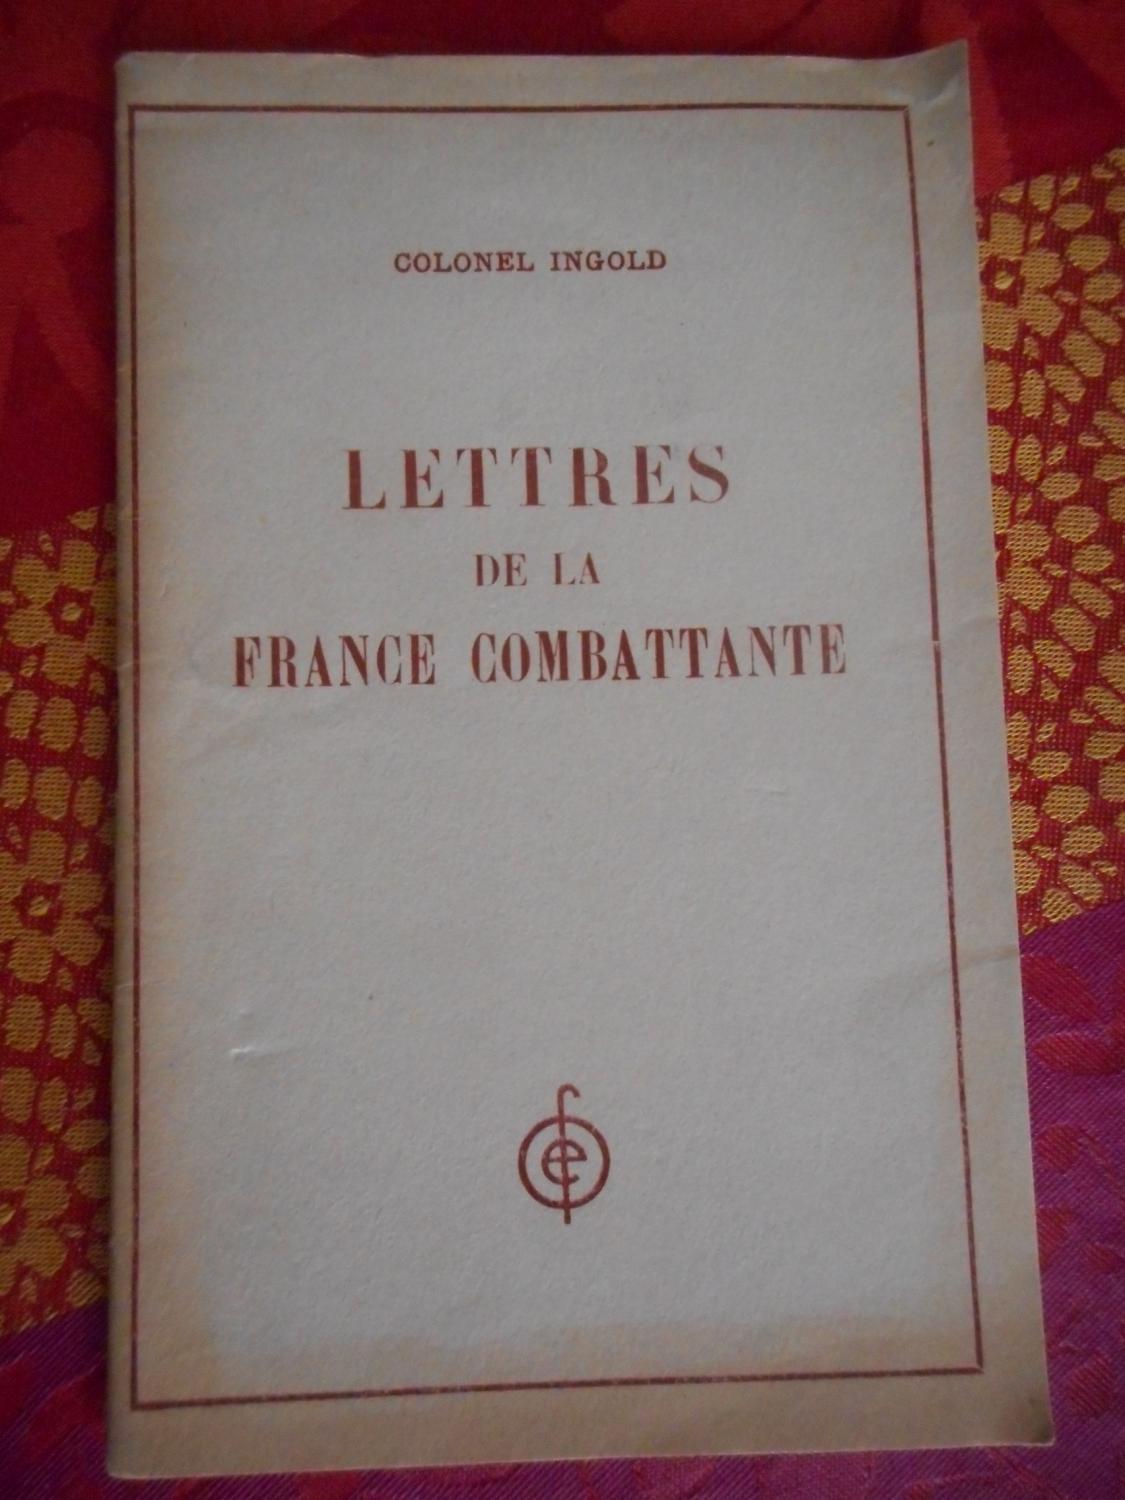 COLONEL INGOLD
LETTRES
DE LA
FRANCE COMBATTANTE